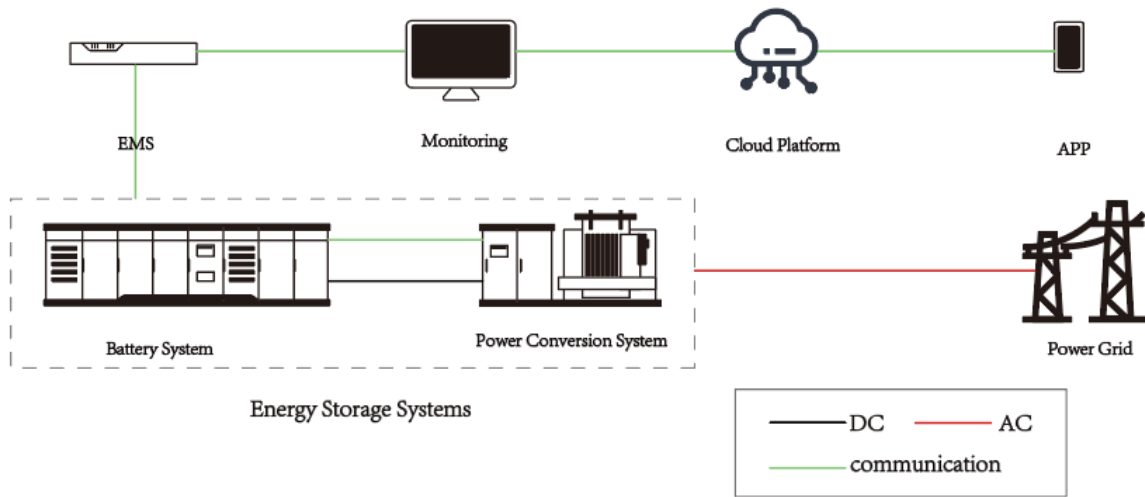 EMS
Monitoring
Cloud Platform
APP
Battery System
Power Conversion System
Power Grid
Energy Storage Systems
DC
AC
communication